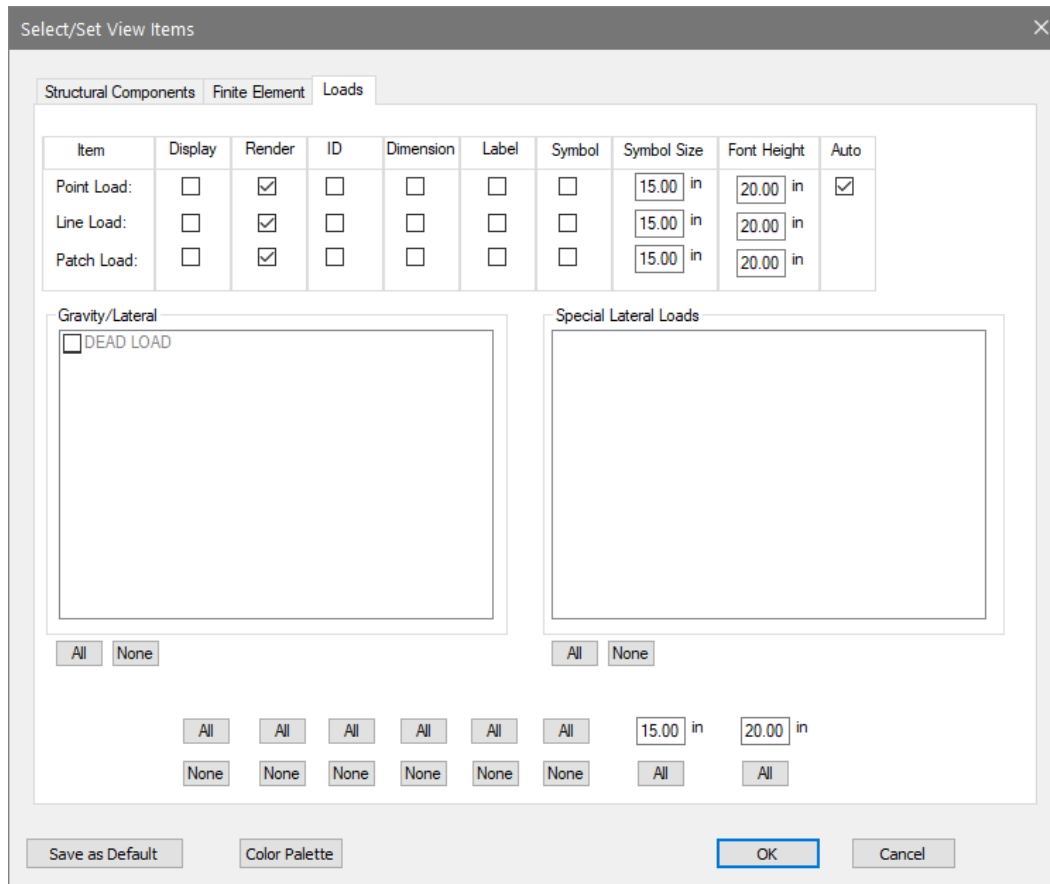 Select/Set View Items
Structural Components Finite Element Loads
Item Display Render ID Dimension Label Symbol Symbol Size Font Height Auto
Point Load: 15.00 in 20.00 in
Line Load: 15.00 in 20.00 in
Patch Load: 15.00 in 20.00 in
Gravity/Lateral Special Lateral Loads
DEAD LOAD
All None All None
All All All All All All 15.00 in 20.00 in
None None None None None None All All
Save as Default Color Palette OK Cancel